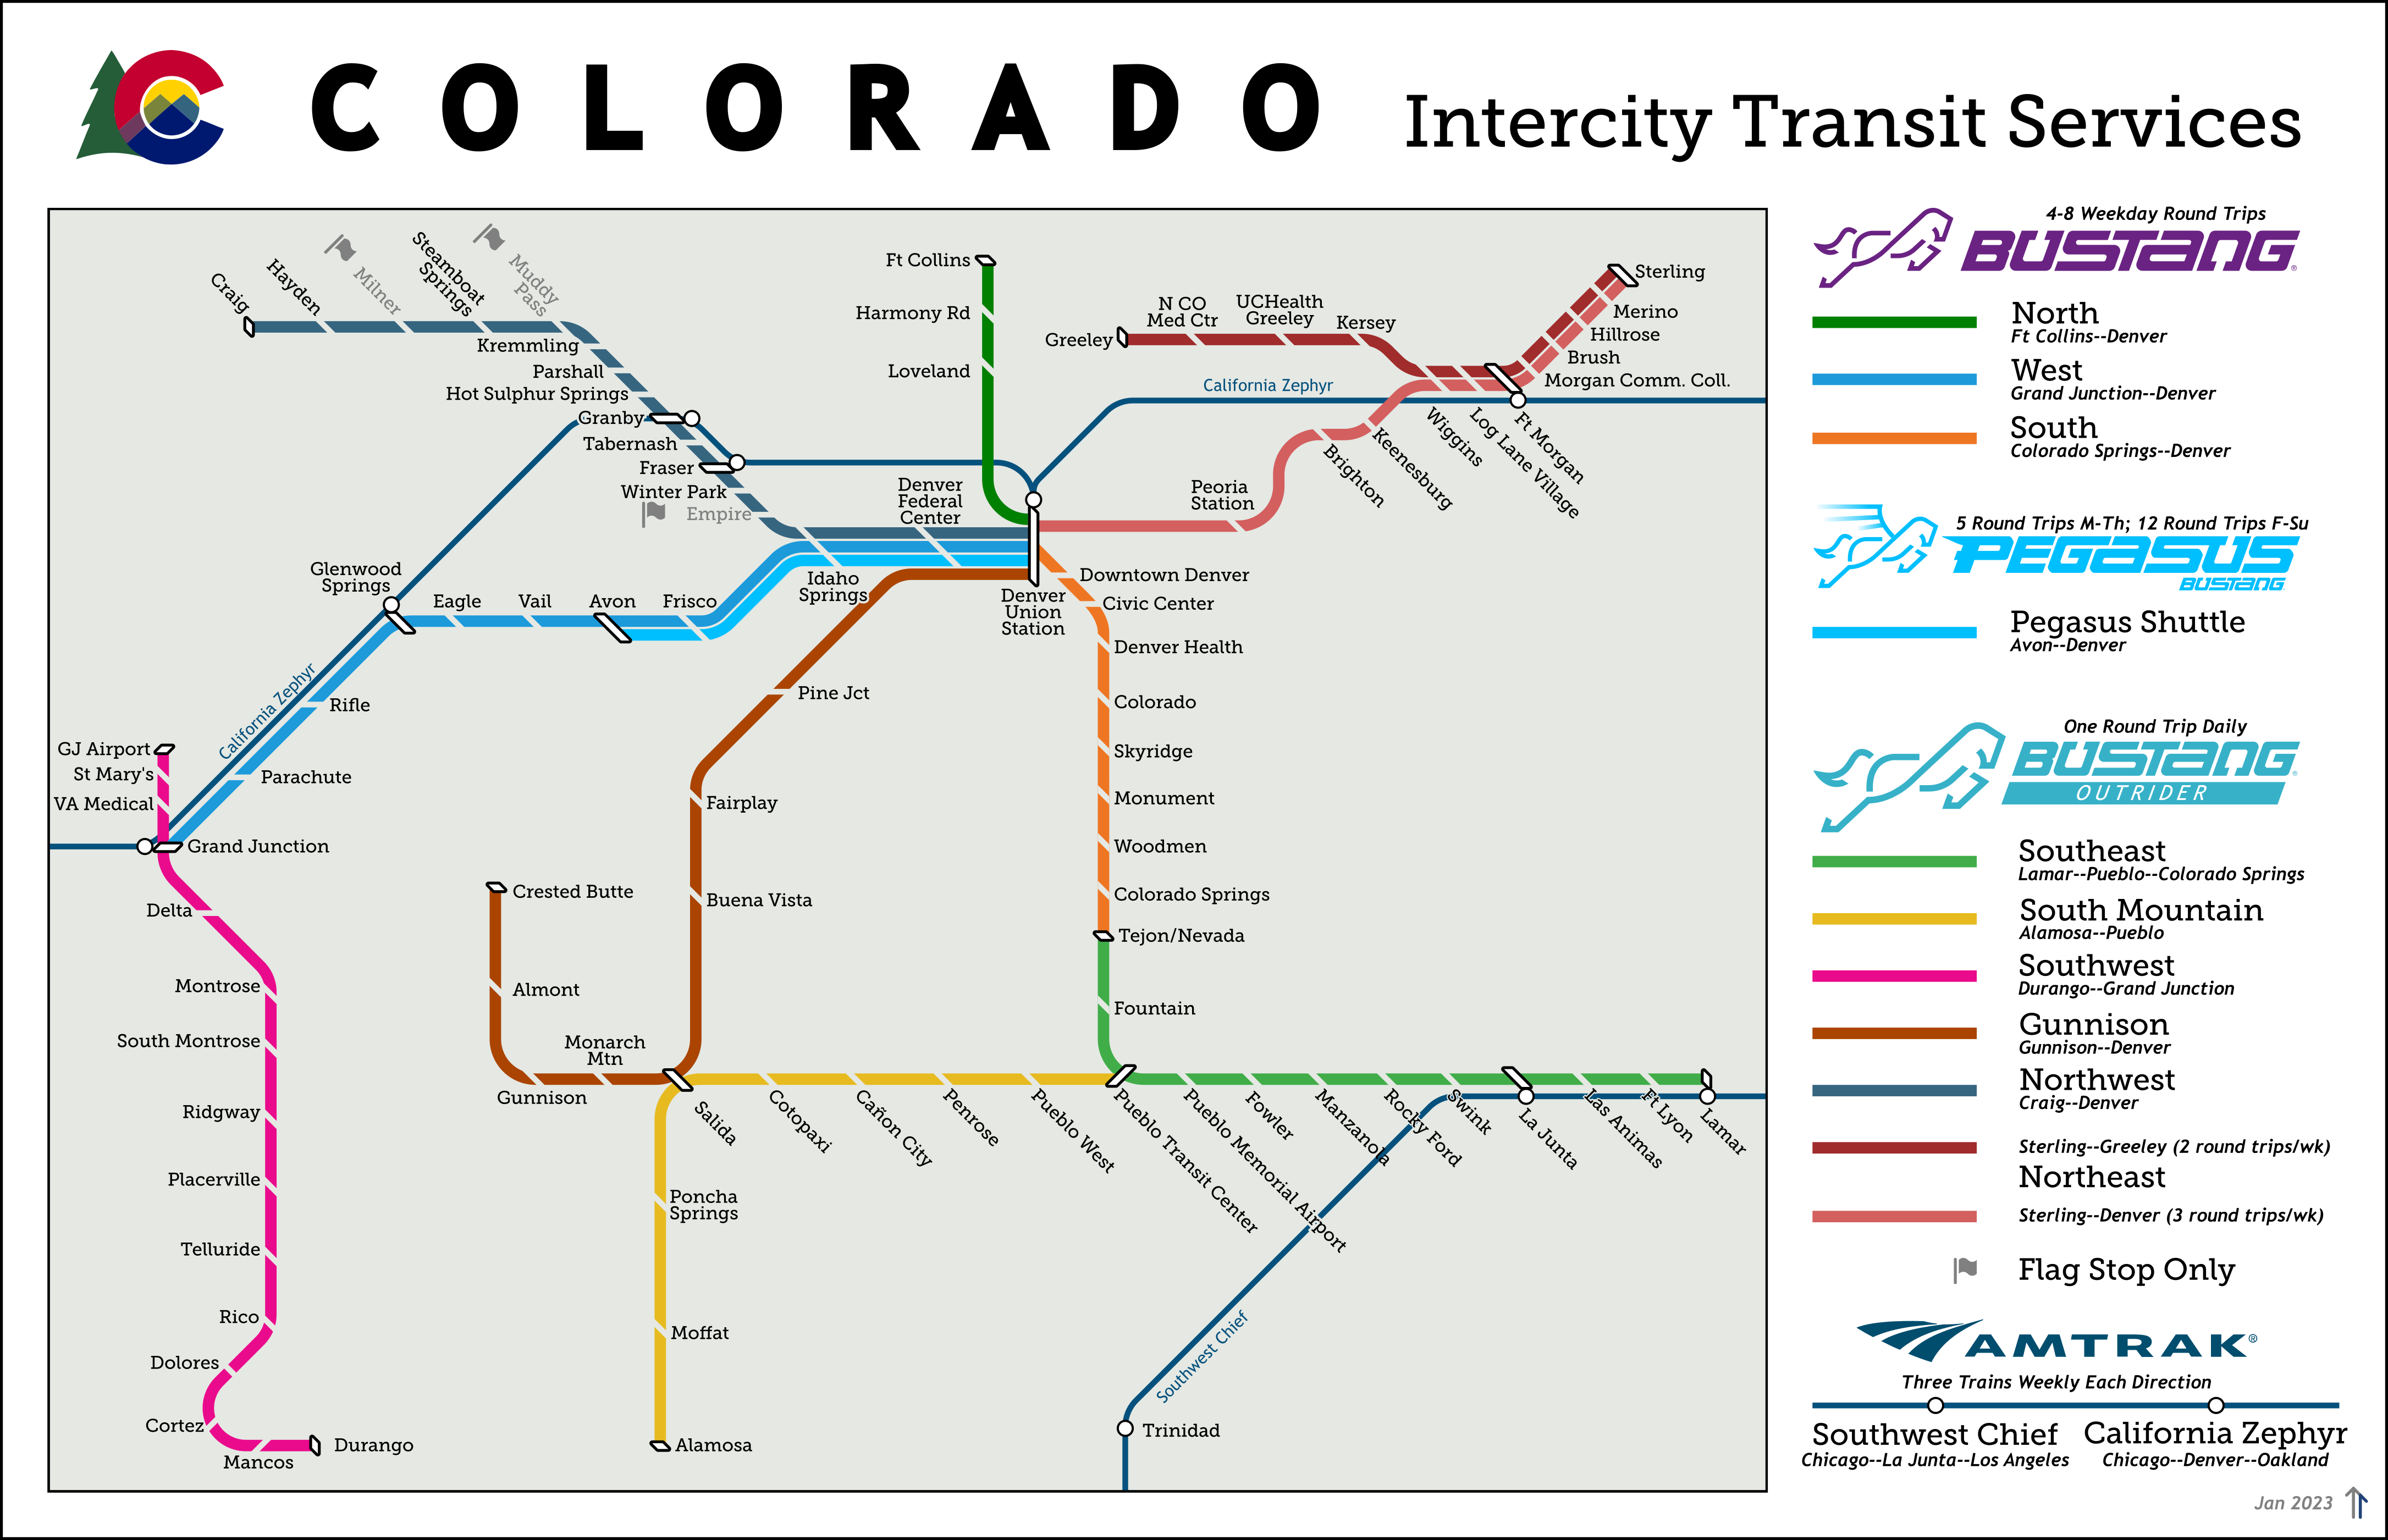 COLORADO
Intercity Transit Services
Craig
Hayden
Milner
Steamboat
Springs
Muddy
Pass
Kremmling
Parshall
Hot Sulphur Springs
Granby
Tabernash
Fraser
Winter Park
Empire
Ft Collins
Harmony Rd
Loveland
Denver
Federal
Center
Greeley
N CO
Med Ctr
UCHealth
Greeley
Kersey
California Zephyr
Sterling
Merino
Hillrose
Brush
Morgan Comm. Coll.
Ft Morgan
Log Lane Village
Wiggins
Keenesburg
Brighton
Peoria
Station
Glenwood
Springs
Eagle
Vail
Avon
Frisco
Idaho
Springs
Denver
Union
Station
Downtown Denver
Civic Center
Denver Health
Colorado
Skyridge
Monument
Woodmen
Colorado Springs
Tejon/Nevada
Fountain
Pine Jct
Fairplay
Buena Vista
California Zephyr
Rifle
Parachute
GJ Airport
St Mary's
VA Medical
Grand Junction
Delta
Montrose
South Montrose
Ridgway
Placerville
Telluride
Rico
Dolores
Cortez
Mancos
Durango
Crested Butte
Almont
Gunnison
Monarch
Mtn
Salida
Cotopaxi
Cañon City
Penrose
Pueblo West
Pueblo Transit Center
Pueblo Memorial Airport
Fowler
Manzanola
Rocky Ford
Swink
La Junta
Las Animas
Ft Lyon
Lamar
Poncha
Springs
Moffat
Alamosa
Southwest Chief
Trinidad
4-8 Weekday Round Trips
BUSTANG®
North
Ft Collins--Denver
West
Grand Junction--Denver
South
Colorado Springs--Denver
5 Round Trips M-Th; 12 Round Trips F-Su
PEGASUS
BUSTANG
Pegasus Shuttle
Avon--Denver
One Round Trip Daily
BUSTANG®
OUTRIDER
Southeast
Lamar--Pueblo--Colorado Springs
South Mountain
Alamosa--Pueblo
Southwest
Durango--Grand Junction
Gunnison
Gunnison--Denver
Northwest
Craig--Denver
Sterling--Greeley (2 round trips/wk)
Northeast
Sterling--Denver (3 round trips/wk)
Flag Stop Only
AMTRAK®
Three Trains Weekly Each Direction
Southwest Chief
Chicago--La Junta--Los Angeles
California Zephyr
Chicago--Denver--Oakland
Jan 2023